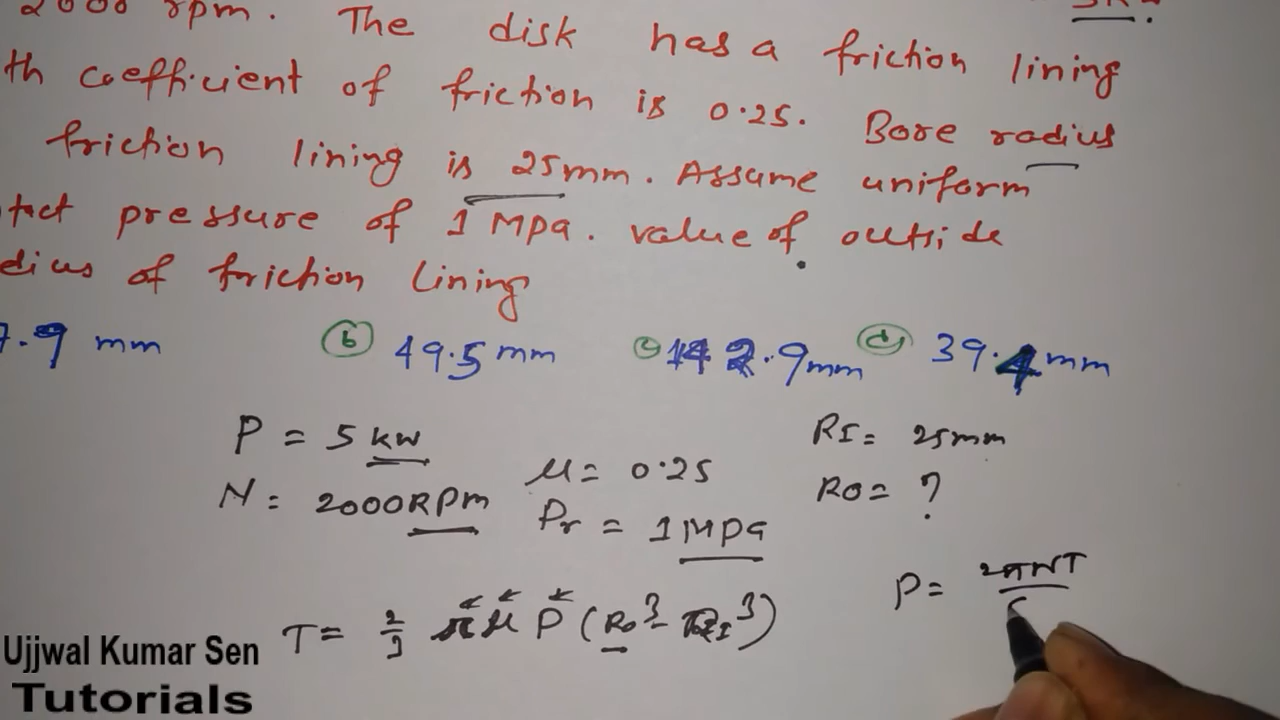 2000 rpm. The disk has a friction lining
th coefficient of friction is 0.25. Bore radius
friction lining is 25mm. Assume uniform
tact pressure of 1 MPa. value of outside
dius of friction lining
.9 mm (b) 49.5 mm (c) 142.9mm (d) 39.4mm
P = 5 kw
N = 2000RPM
μ = 0.25
Pr = 1MPa
RI = 25mm
RO = ?
T = 2/3 π μ P (Ro³ - RI³)
P = 2πNT
Ujjwal Kumar Sen
Tutorials